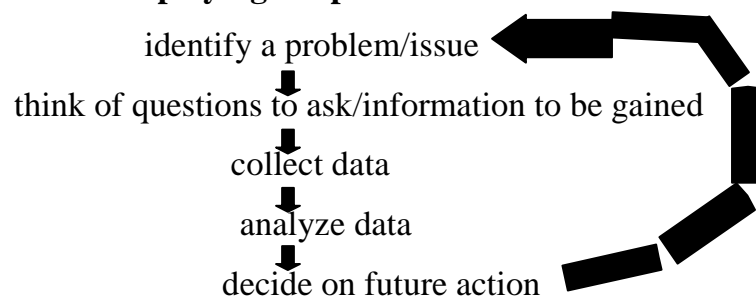 identify a problem/issue
think of questions to ask/information to be gained
collect data
analyze data
decide on future action